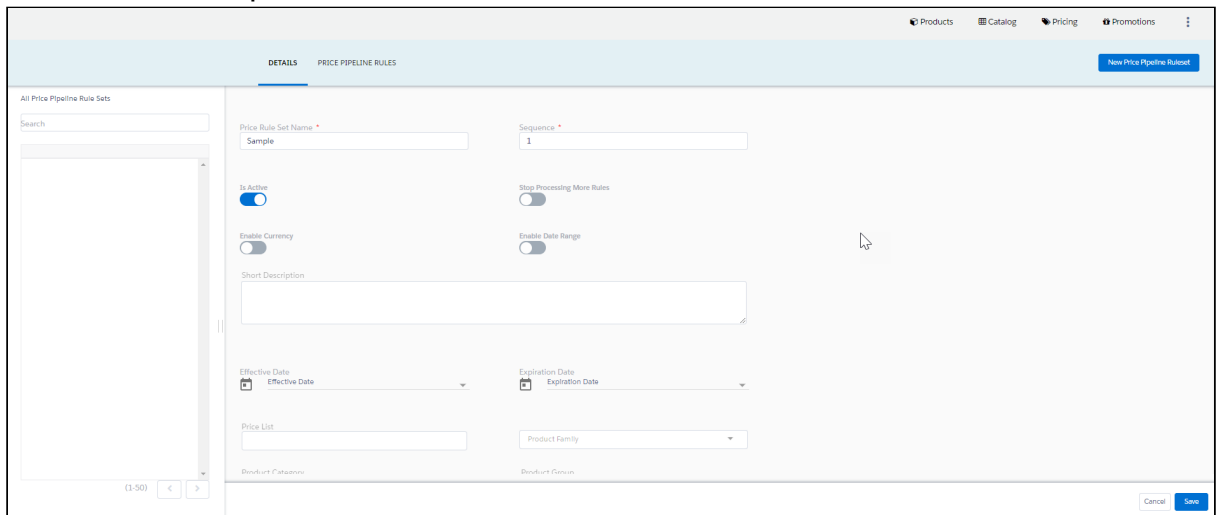 Products Catalog Pricing Promotions
DETAILS PRICE PIPELINE RULES New Price Pipeline Ruleset
All Price Pipeline Rule Sets
Search
Price Rule Set Name * Sequence *
Sample 1
Is Active Stop Processing More Rules
Enable Currency Enable Date Range
Short Description
Effective Date Expiration Date
Effective Date Expiration Date
Price List
Product Family
Product Category Product Group
(1-50) < >
Cancel Save